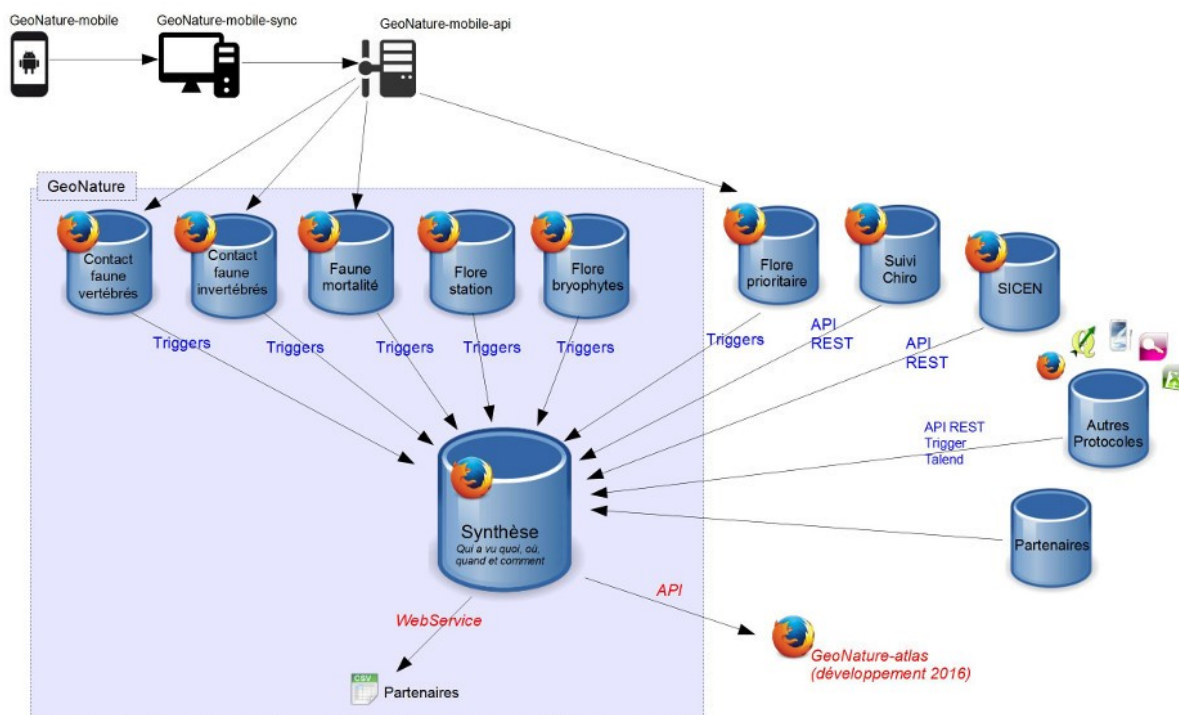 GeoNature-mobile
GeoNature-mobile-sync
GeoNature-mobile-api
GeoNature
Contact
faune
vertébrés
Contact
faune
invertébrés
Faune
mortalité
Flore
station
Flore
bryophytes
Flore
prioritaire
Suivi
Chiro
SICEN
Triggers
Triggers
Triggers
Triggers
Triggers
Triggers
API
REST
API
REST
Autres
Protocoles
API REST
Trigger
Talend
Synthèse
Qui a vu quoi, où,
quand et comment
Partenaires
API
WebService
GeoNature-atlas
(développement 2016)
CSV
Partenaires